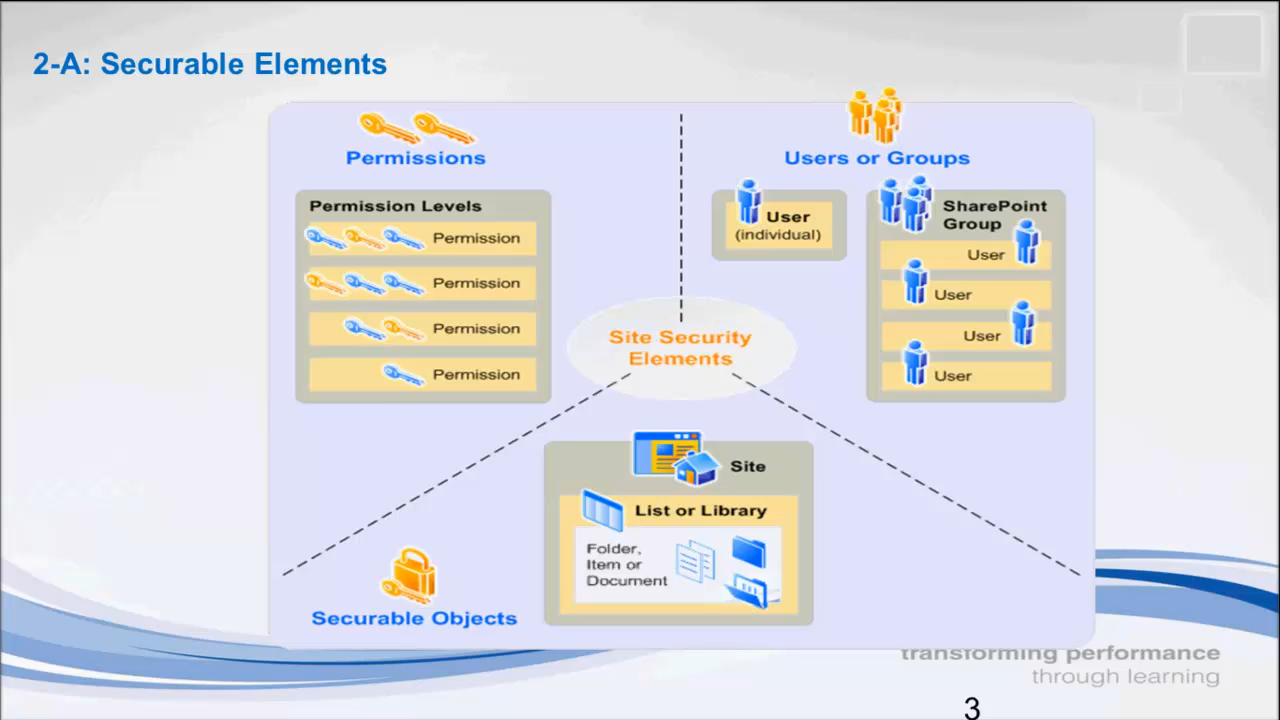 2-A: Securable Elements
Permissions
Permission Levels
Permission
Permission
Permission
Permission
Users or Groups
User
(individual)
SharePoint
Group
User
User
User
User
Site Security
Elements
Site
List or Library
Folder,
Item or
Document
Securable Objects
transforming performance
through learning
3